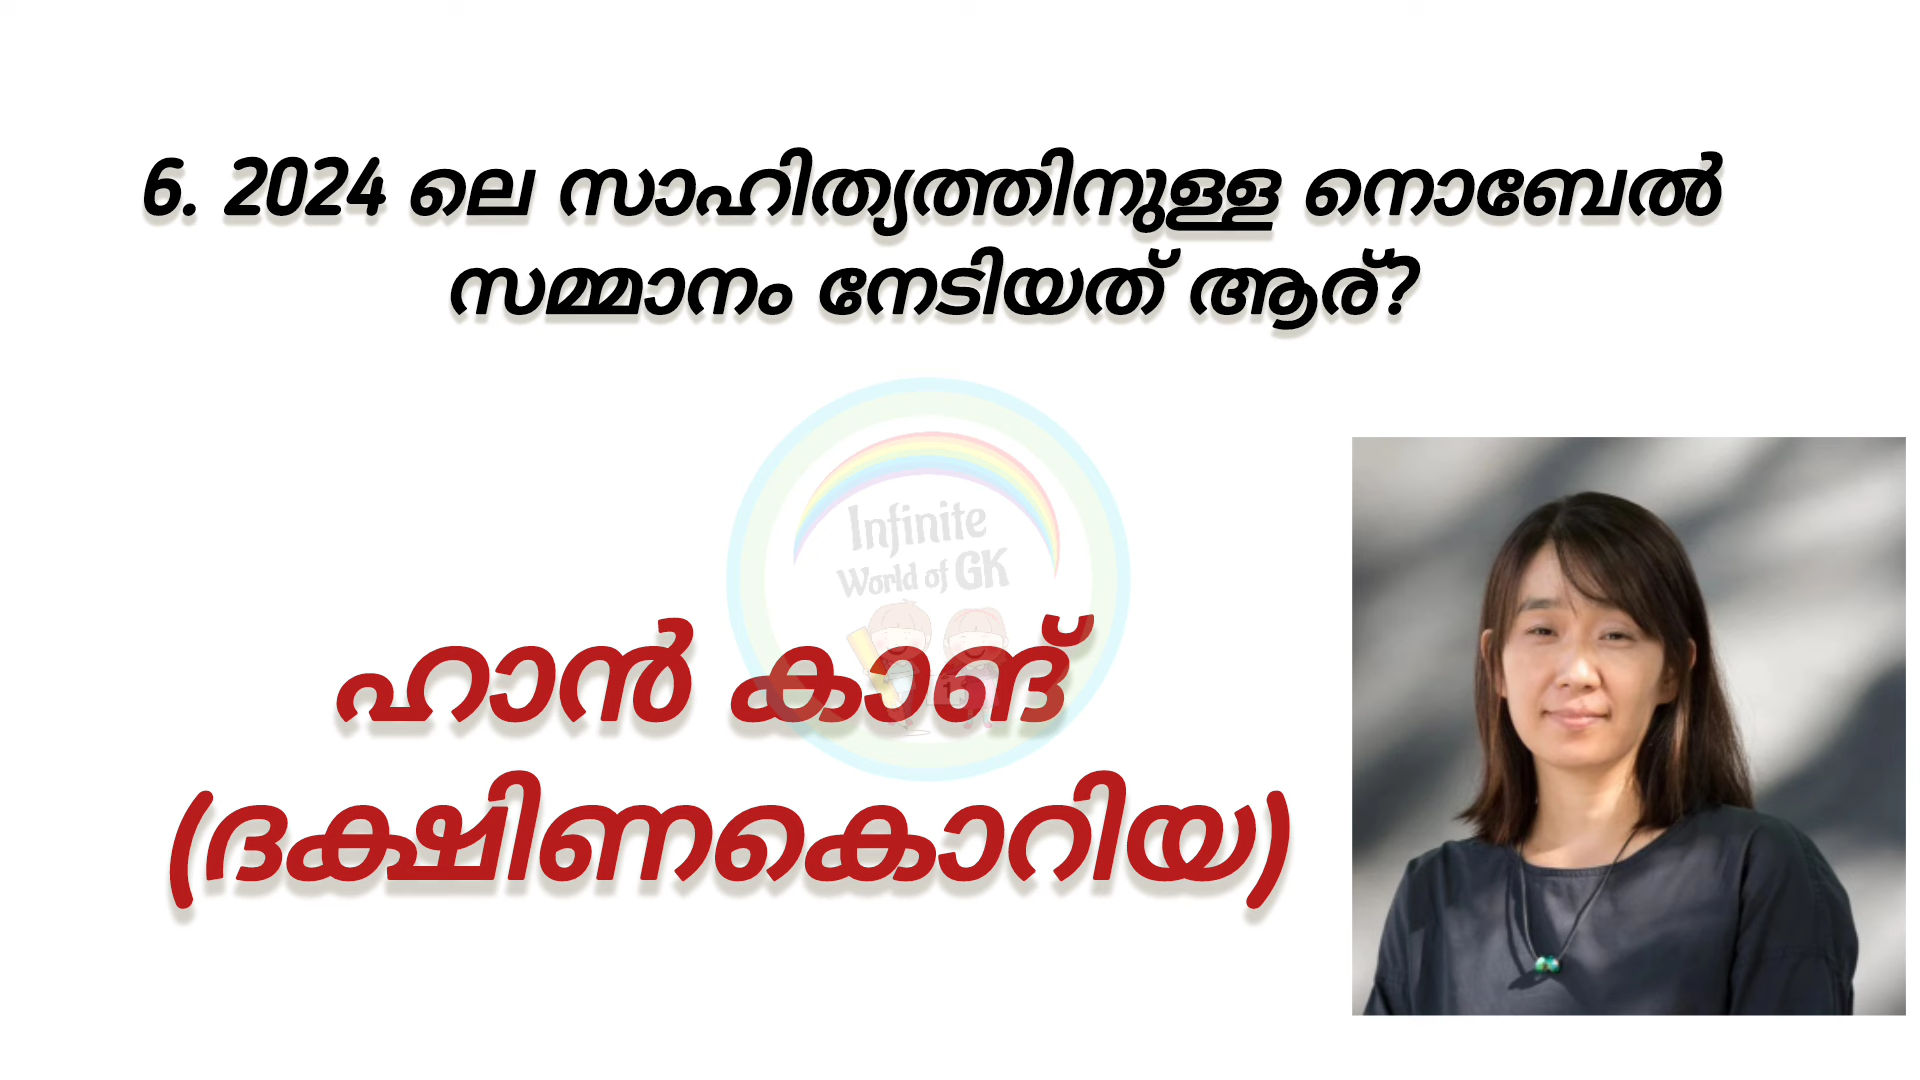 6. 2024 ലെ സാഹിത്യത്തിനുള്ള നൊബേൽ
സമ്മാനം നേടിയത് ആര്?
Infinite
World of GK
ഹാൻ കാങ്
(ദക്ഷിണകൊറിയ)